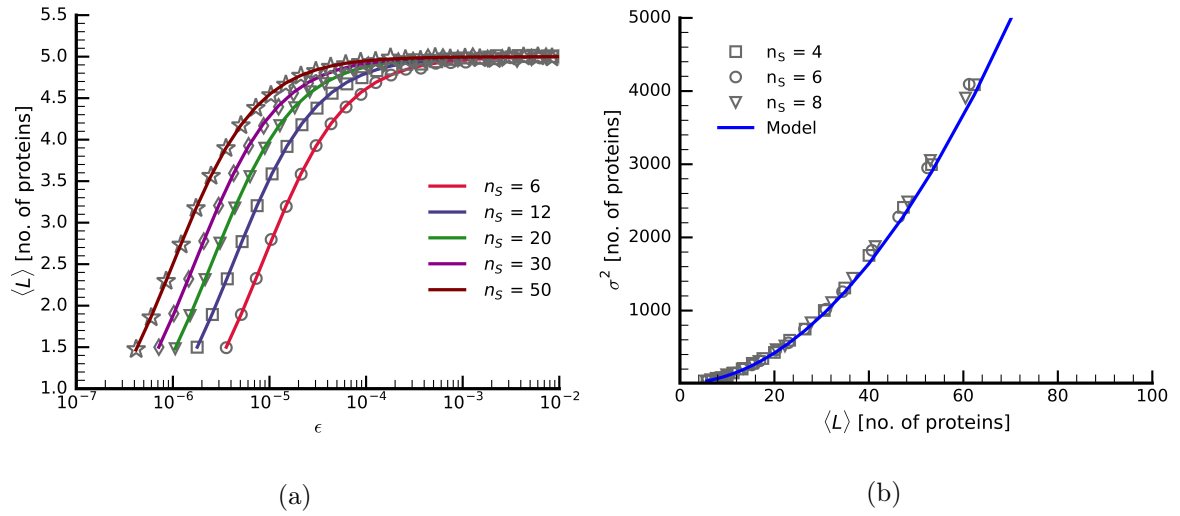 5.5
5.0
4.5
4.0
3.5
3.0
2.5
2.0
1.5
1.0
⟨L⟩ [no. of proteins]
10⁻⁷ 10⁻⁶ 10⁻⁵ 10⁻⁴ 10⁻³ 10⁻²
ϵ
n_S = 6
n_S = 12
n_S = 20
n_S = 30
n_S = 50
(a)
5000
4000
3000
2000
1000
σ² [no. of proteins]
0 20 40 60 80 100
⟨L⟩ [no. of proteins]
n_S = 4
n_S = 6
n_S = 8
Model
(b)